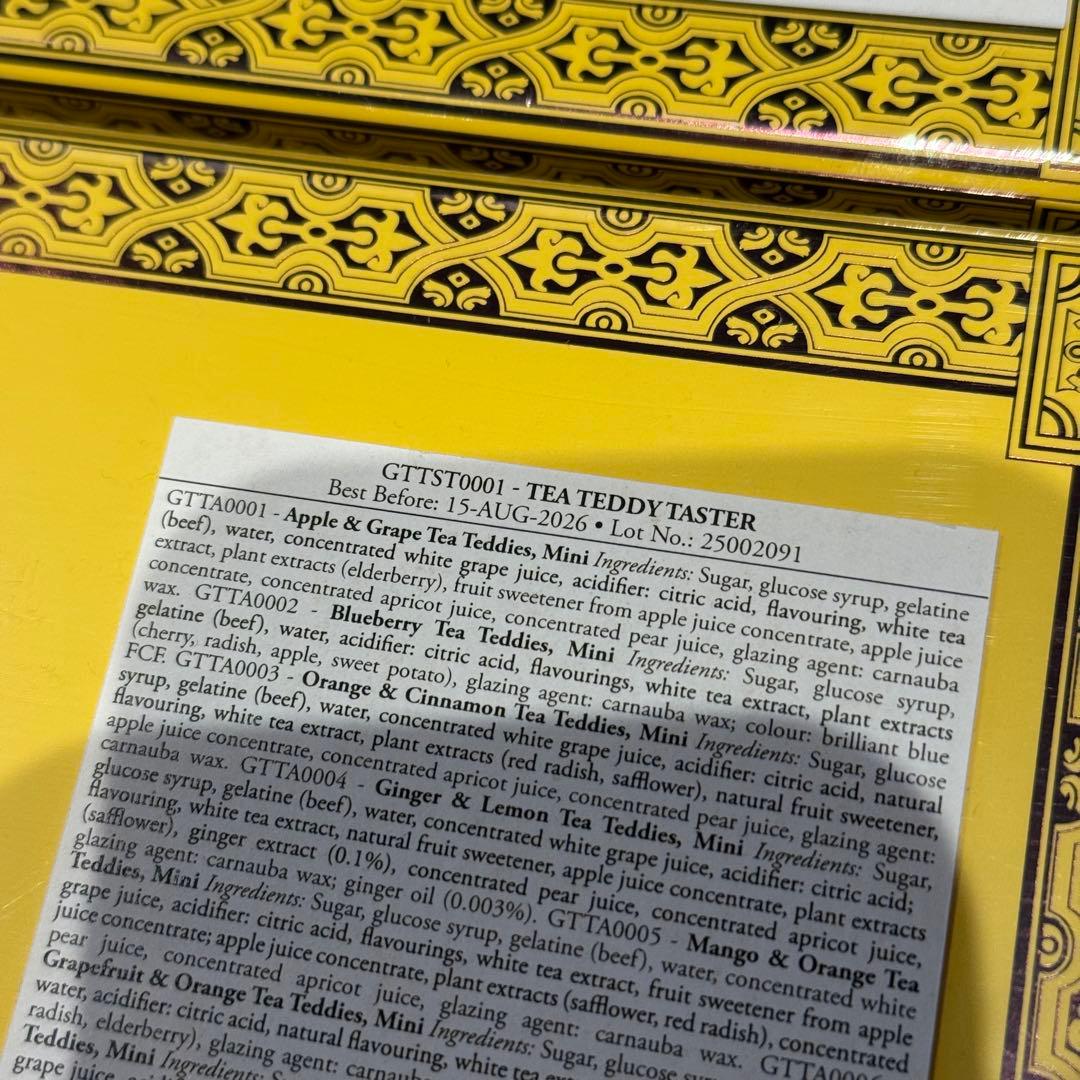 GTTST0001 - TEA TEDDY TASTER
Best Before: 15-AUG-2026 • Lot No.: 25002091
GTTA0001 - Apple & Grape Tea Teddies, Mini Ingredients: Sugar, glucose syrup, gelatine
(beef), water, concentrated white grape juice, acidifier: citric acid, flavouring, white tea
extract, plant extracts (elderberry), fruit sweetener from apple juice concentrate, apple juice
concentrate, concentrated apricot juice, concentrated pear juice, glazing agent: carnauba
wax. GTTA0002 - Blueberry Tea Teddies, Mini Ingredients: Sugar, glucose syrup,
gelatine (beef), water, acidifier: citric acid, flavourings, white tea extract, plant extracts
(cherry, radish, apple, sweet potato), glazing agent: carnauba wax; colour: brilliant blue
FCF. GTTA0003 - Orange & Cinnamon Tea Teddies, Mini Ingredients: Sugar, glucose
syrup, gelatine (beef), water, concentrated white grape juice, acidifier: citric acid, natural
flavouring, white tea extract, plant extracts (red radish, safflower), natural fruit sweetener,
apple juice concentrate, concentrated apricot juice, concentrated pear juice, glazing agent:
carnauba wax. GTTA0004 - Ginger & Lemon Tea Teddies, Mini Ingredients: Sugar,
glucose syrup, gelatine (beef), water, concentrated white grape juice, acidifier: citric acid;
flavouring, white tea extract, natural fruit sweetener, apple juice concentrate, plant extracts
(safflower), ginger extract (0.1%), concentrated pear juice, concentrated apricot juice,
glazing agent: carnauba wax; ginger oil (0.003%). GTTA0005 - Mango & Orange Tea
Teddies, Mini Ingredients: Sugar, glucose syrup, gelatine (beef), water, concentrated white
grape juice, acidifier: citric acid, flavourings, white tea extract, fruit sweetener from apple
juice concentrate; apple juice concentrate, plant extracts (safflower, red radish), concentrated
pear juice, concentrated apricot juice, glazing agent: carnauba wax. GTTA0006
Grapefruit & Orange Tea Teddies, Mini Ingredients: Sugar, glucose
water, acidifier: citric acid, natural flavouring, white tea
radish, elderberry), glazing agent:
Teddies, Mini Ingredients:
grape juice,